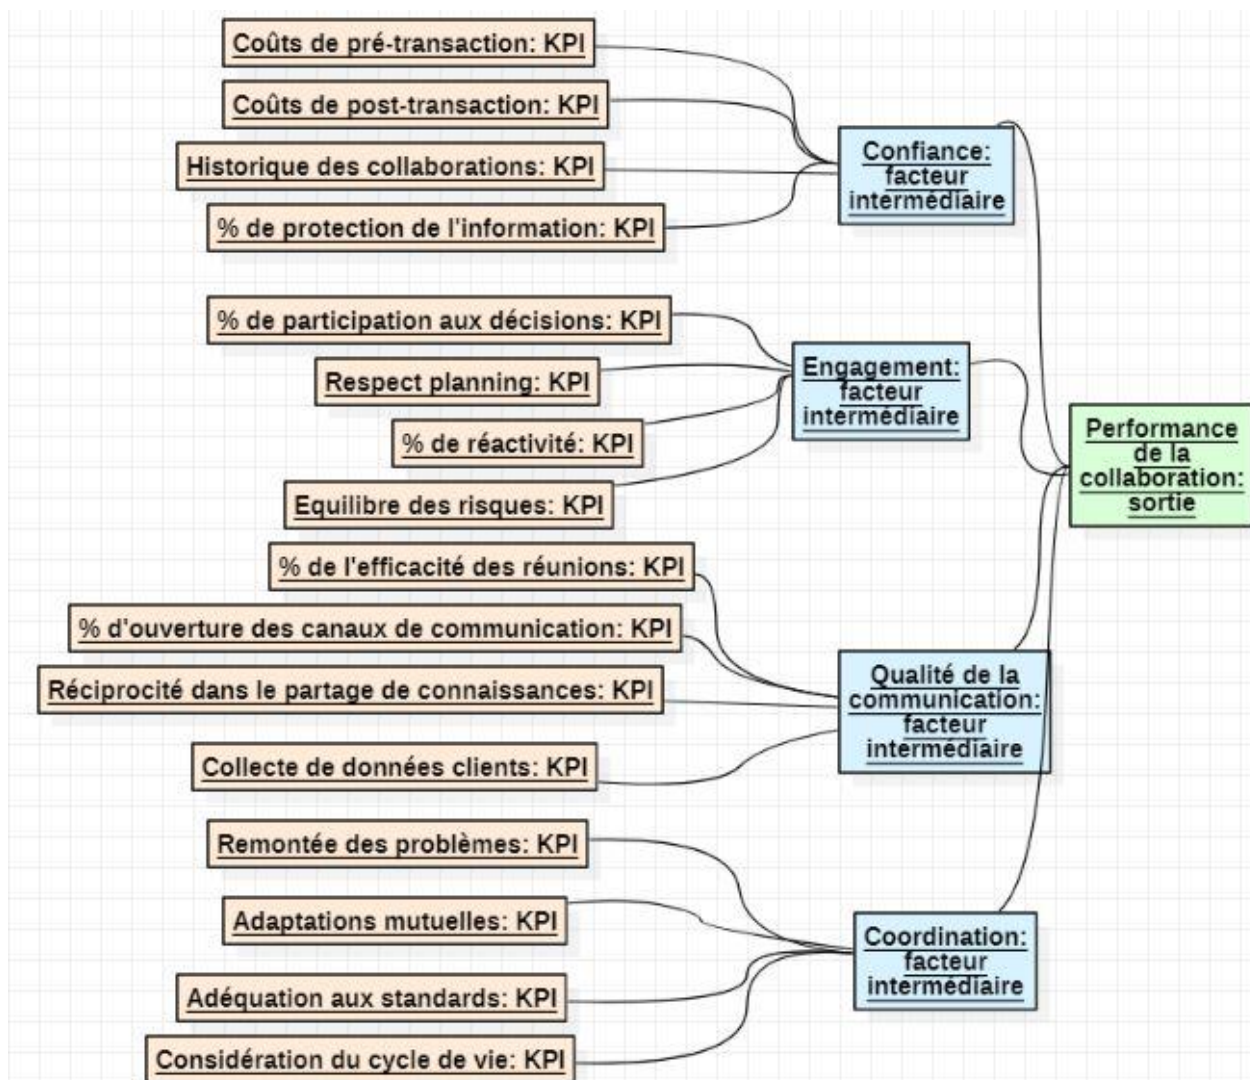 Coûts de pré-transaction: KPI
Coûts de post-transaction: KPI
Historique des collaborations: KPI
% de protection de l'information: KPI
Confiance:
facteur
intermédiaire
% de participation aux décisions: KPI
Respect planning: KPI
% de réactivité: KPI
Equilibre des risques: KPI
Engagement:
facteur
intermédiaire
Performance
de la
collaboration:
sortie
% de l'efficacité des réunions: KPI
% d'ouverture des canaux de communication: KPI
Réciprocité dans le partage de connaissances: KPI
Collecte de données clients: KPI
Qualité de la
communication:
facteur
intermédiaire
Remontée des problèmes: KPI
Adaptations mutuelles: KPI
Adéquation aux standards: KPI
Considération du cycle de vie: KPI
Coordination:
facteur
intermédiaire